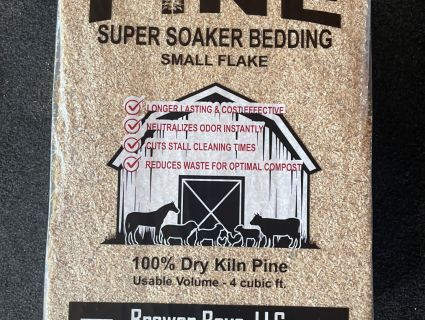 PINE
SUPER SOAKER BEDDING
SMALL FLAKE
LONGER LASTING & COST EFFECTIVE
NEUTRALIZES ODOR INSTANTLY
CUTS STALL CLEANING TIMES
REDUCES WASTE FOR OPTIMAL COMPOST
100% Dry Kiln Pine
Usable Volume - 4 cubic ft.